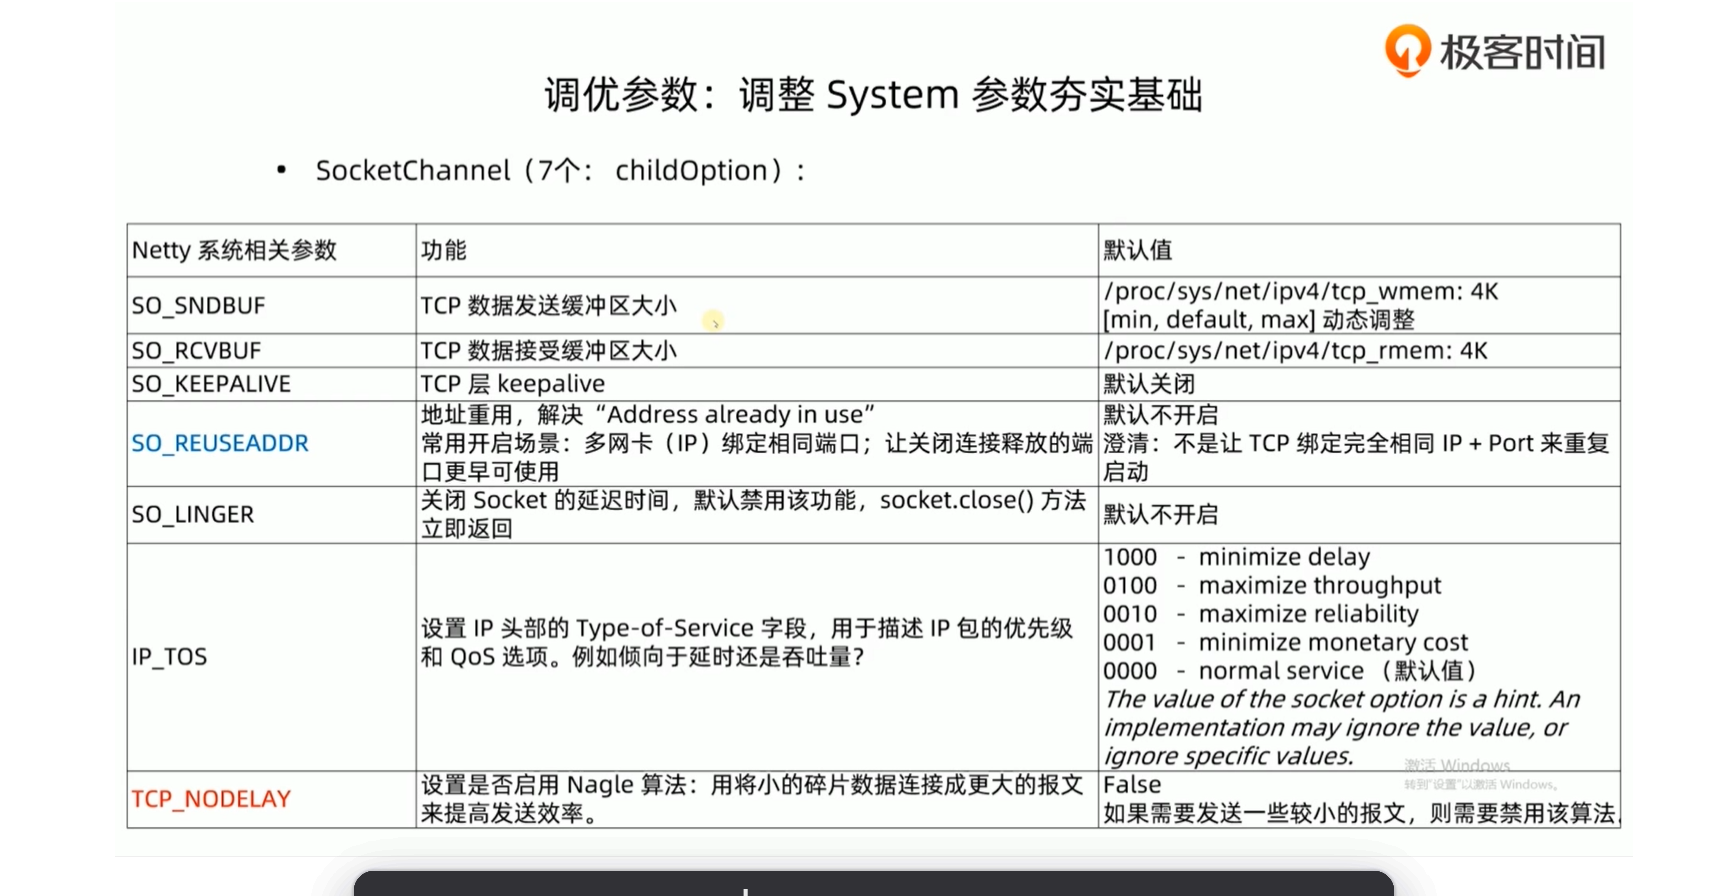 极客时间
调优参数：调整 System 参数夯实基础
• SocketChannel（7个： childOption）：
Netty 系统相关参数
功能
默认值
SO_SNDBUF
TCP 数据发送缓冲区大小
/proc/sys/net/ipv4/tcp_wmem: 4K
[min, default, max] 动态调整
SO_RCVBUF
TCP 数据接受缓冲区大小
/proc/sys/net/ipv4/tcp_rmem: 4K
SO_KEEPALIVE
TCP 层 keepalive
默认关闭
SO_REUSEADDR
地址重用，解决“Address already in use”
常用开启场景：多网卡（IP）绑定相同端口；让关闭连接释放的端
口更早可使用
默认不开启
澄清：不是让 TCP 绑定完全相同 IP + Port 来重复
启动
SO_LINGER
关闭 Socket 的延迟时间，默认禁用该功能，socket.close() 方法
立即返回
默认不开启
IP_TOS
设置 IP 头部的 Type-of-Service 字段，用于描述 IP 包的优先级
和 QoS 选项。例如倾向于延时还是吞吐量？
1000 - minimize delay
0100 - maximize throughput
0010 - maximize reliability
0001 - minimize monetary cost
0000 - normal service （默认值）
The value of the socket option is a hint. An
implementation may ignore the value, or
ignore specific values.
TCP_NODELAY
设置是否启用 Nagle 算法：用将小的碎片数据连接成更大的报文
来提高发送效率。
False
如果需要发送一些较小的报文，则需要禁用该算法
激活 Windows
转到"设置"以激活 Windows。